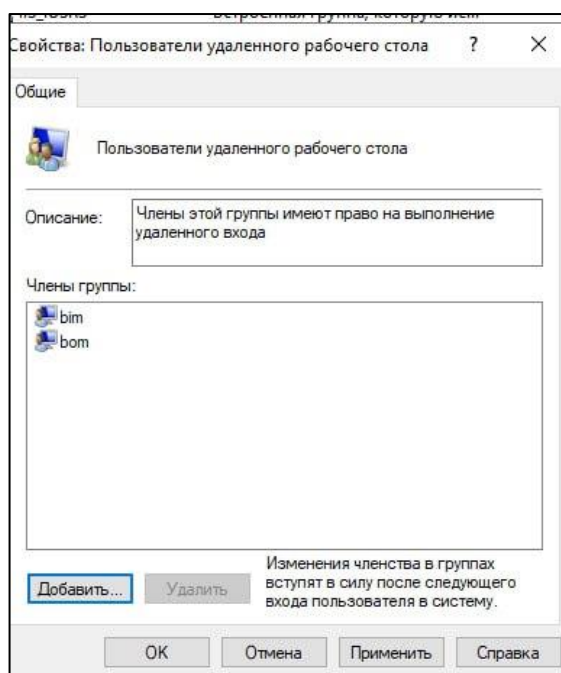 Свойства: Пользователи удаленного рабочего стола ? ×
Общие
Пользователи удаленного рабочего стола
Описание:
Члены этой группы имеют право на выполнение
удаленного входа
Члены группы:
bim
bom
Добавить...
Удалить
Изменения членства в группах
вступят в силу после следующего
входа пользователя в систему.
OK
Отмена
Применить
Справка